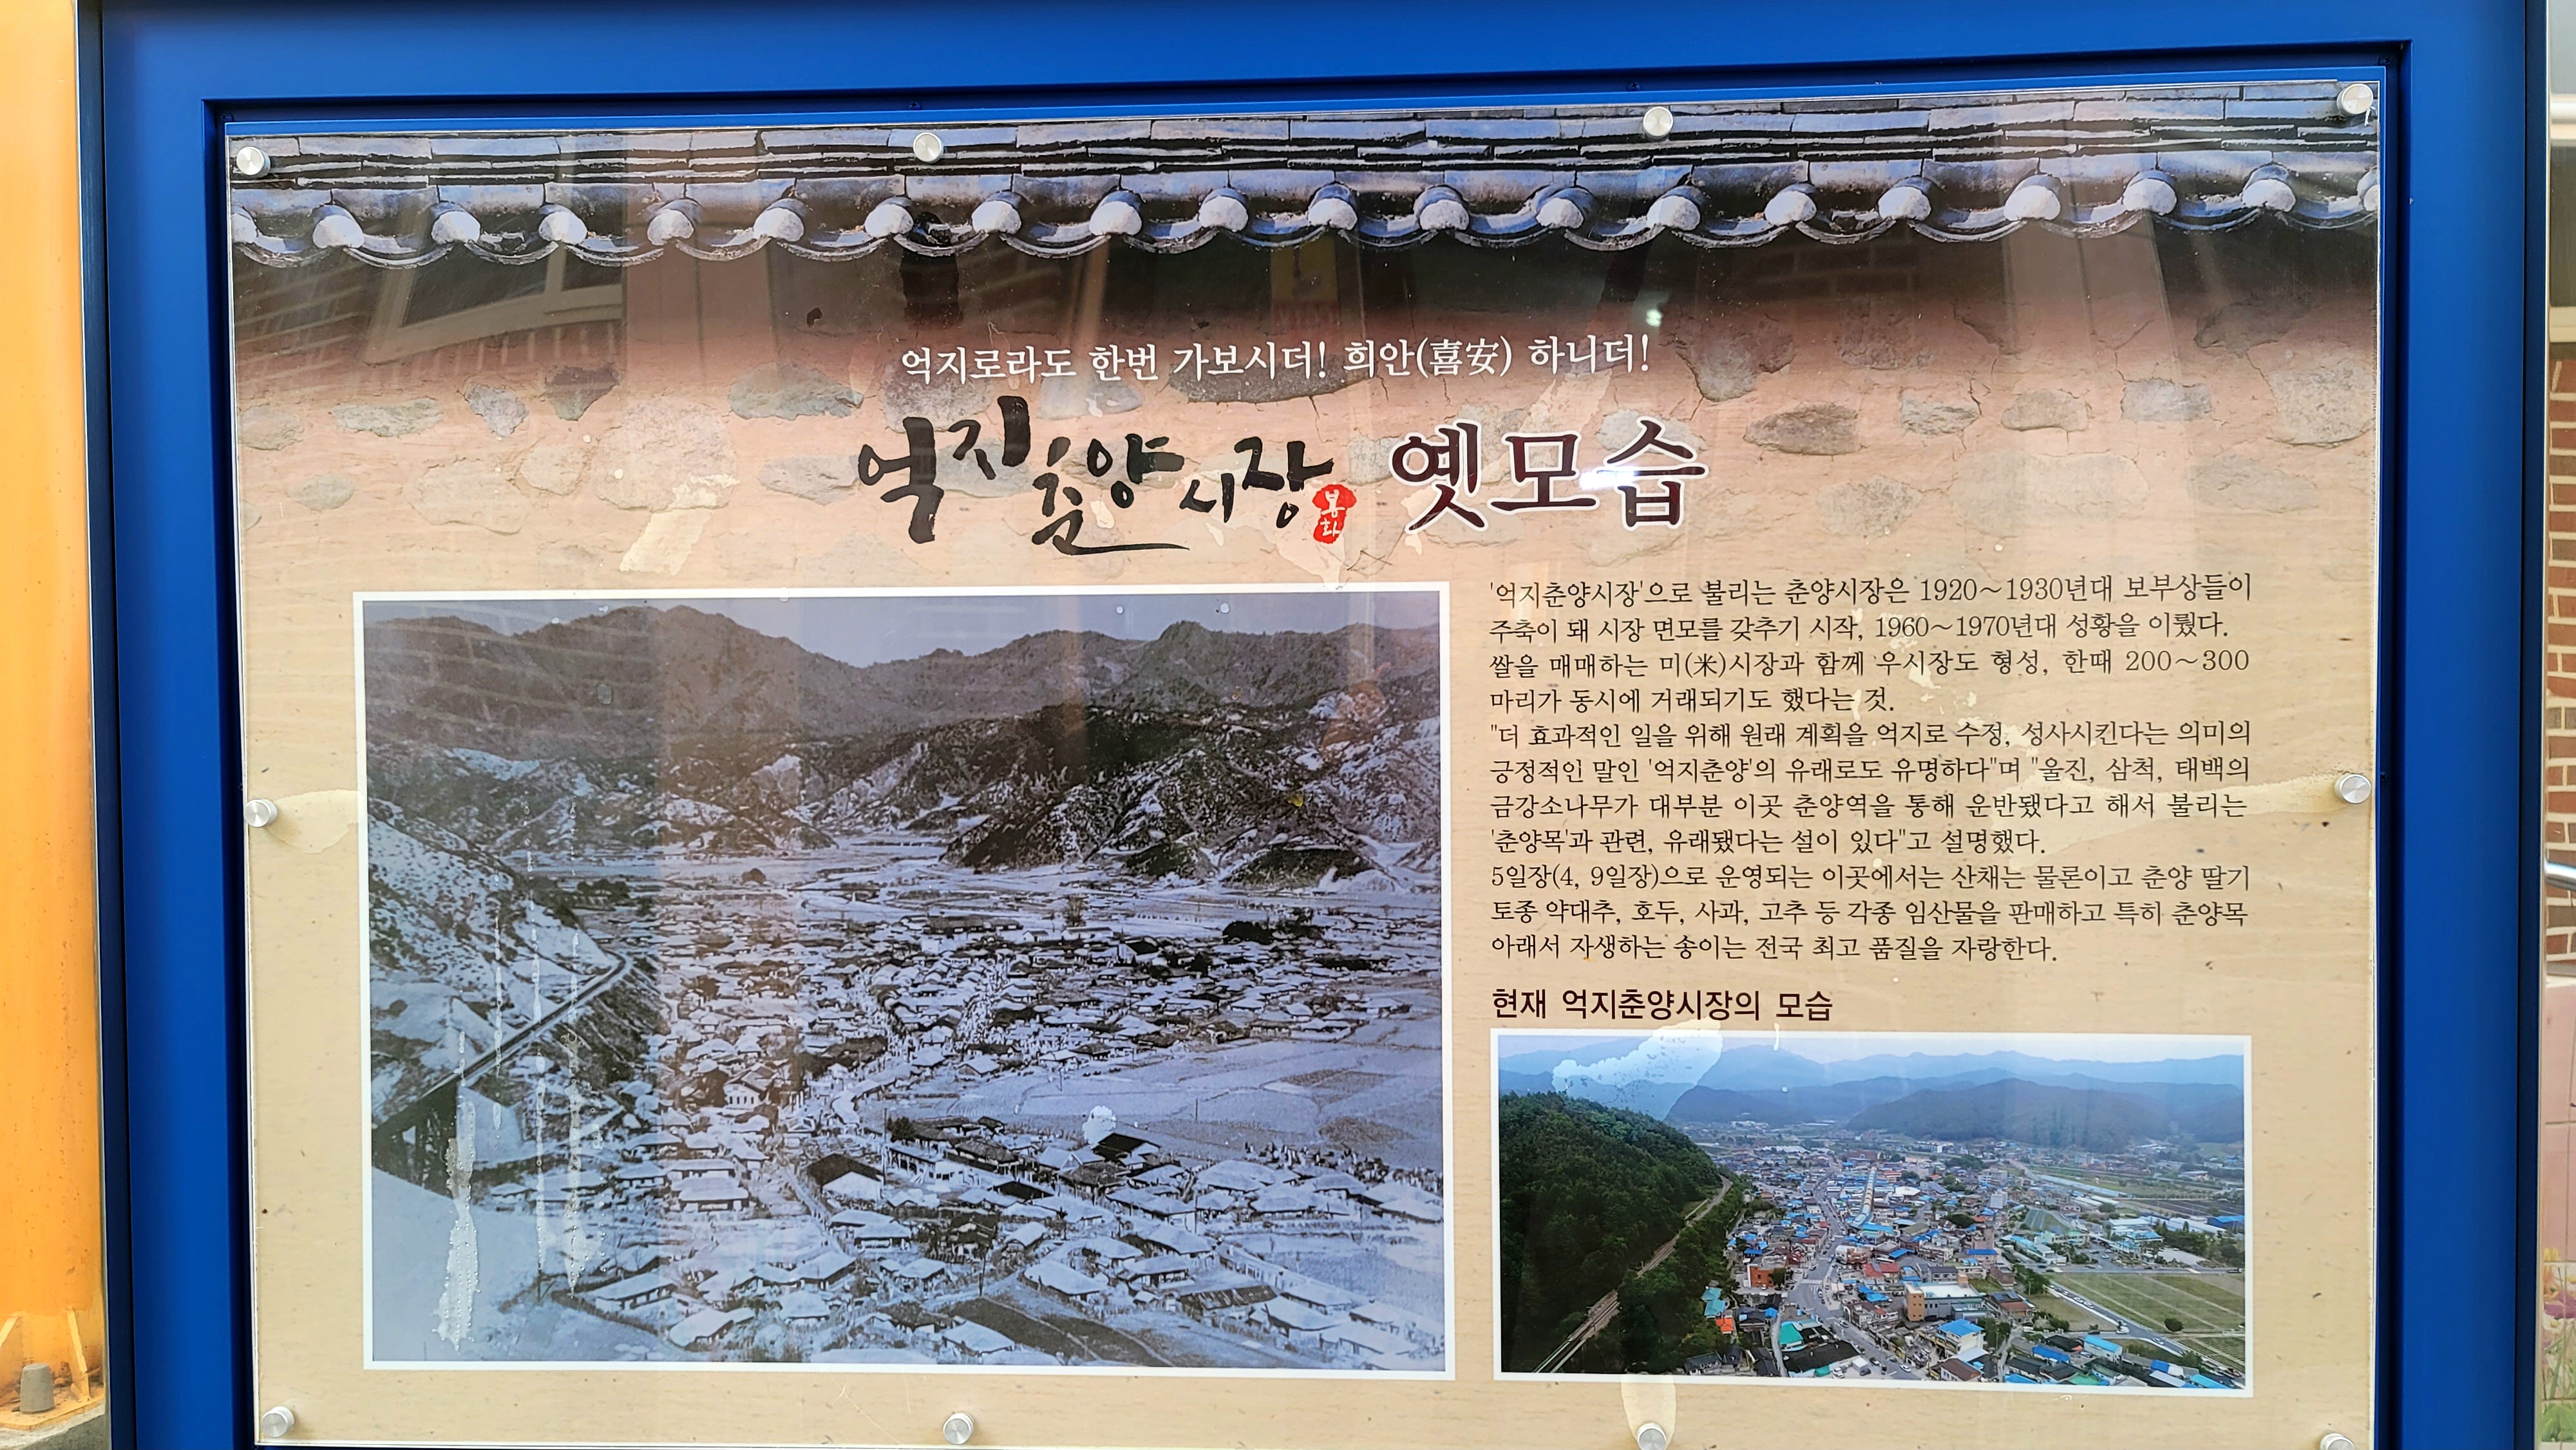 억지로라도 한번 가보시더! 희안(喜安) 하니더!
억지춘양시장 봉화 옛모습
'억지춘양시장'으로 불리는 춘양시장은 1920~1930년대 보부상들이
주축이 돼 시장 면모를 갖추기 시작, 1960~1970년대 성황을 이뤘다.
쌀을 매매하는 미(米)시장과 함께 우시장도 형성, 한때 200~300
마리가 동시에 거래되기도 했다는 것.
"더 효과적인 일을 위해 원래 계획을 억지로 수정, 성사시킨다는 의미의
긍정적인 말인 '억지춘양'의 유래로도 유명하다"며 "울진, 삼척, 태백의
금강소나무가 대부분 이곳 춘양역을 통해 운반됐다고 해서 불리는
'춘양목'과 관련, 유래됐다는 설이 있다"고 설명했다.
5일장(4, 9일장)으로 운영되는 이곳에서는 산채는 물론이고 춘양 딸기
토종 약대추, 호두, 사과, 고추 등 각종 임산물을 판매하고 특히 춘양목
아래서 자생하는 송이는 전국 최고 품질을 자랑한다.
현재 억지춘양시장의 모습